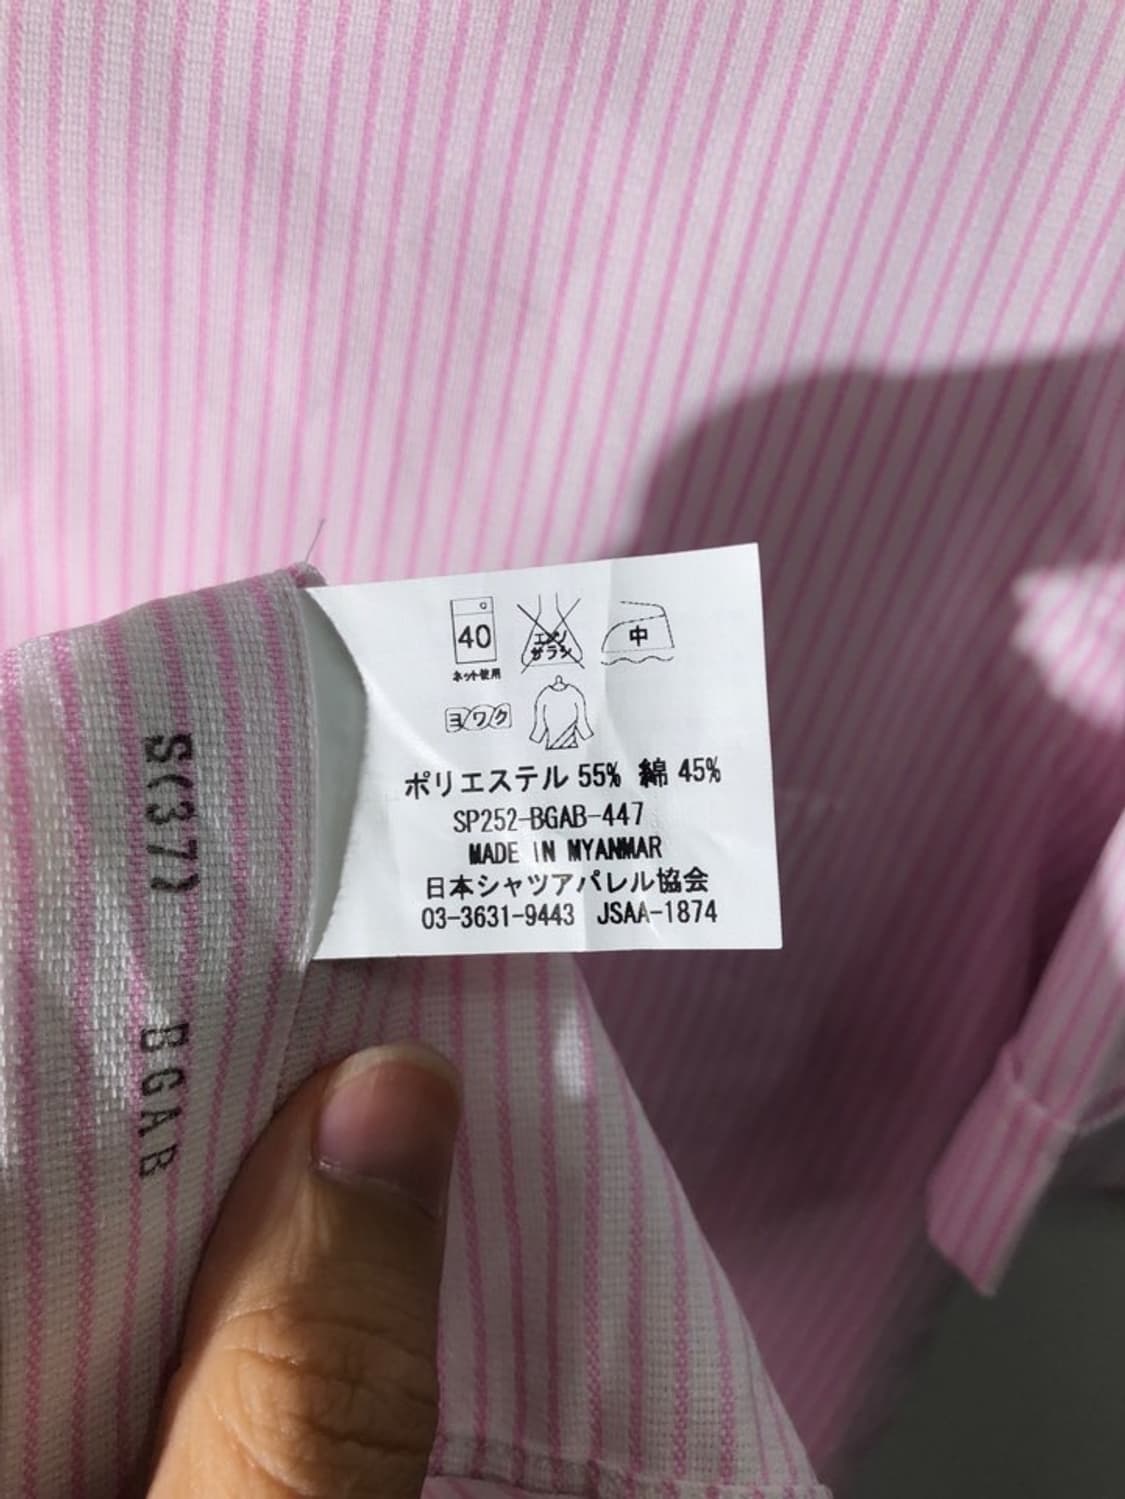 40
ネット使用
エンソ
サラシ
中
ヨワク
ポリエステル 55% 綿 45%
SP252-BGAB-447
MADE IN MYANMAR
日本シャツアパレル協会
03-3631-9443 JSAA-1874
S(37) BGAB